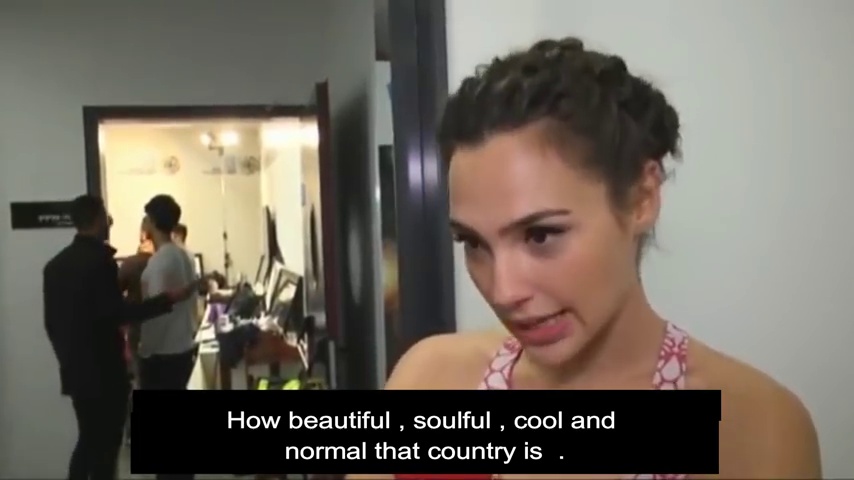 How beautiful , soulful , cool and
normal that country is .